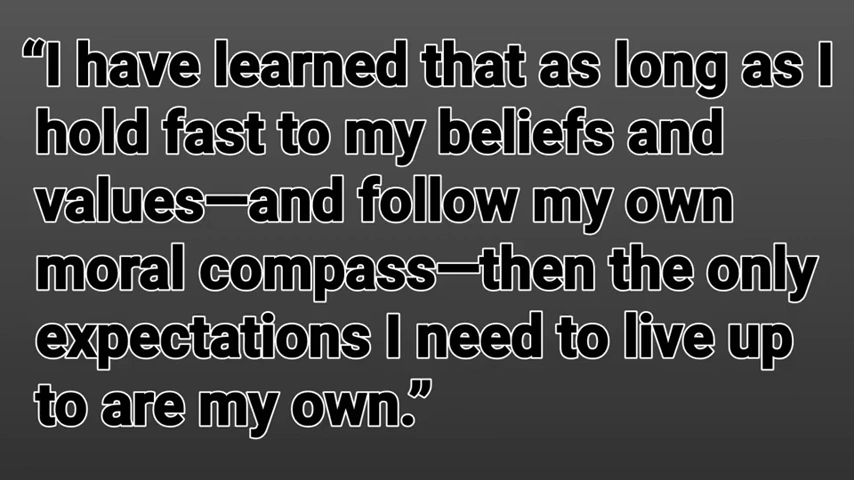 “I have learned that as long as I
hold fast to my beliefs and
values—and follow my own
moral compass—then the only
expectations I need to live up
to are my own.”